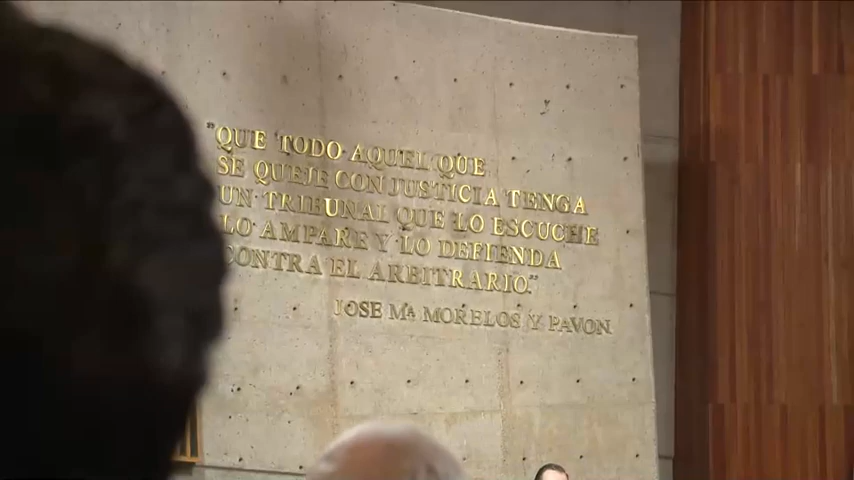 "QUE TODO AQUEL QUE
SE QUEJE CON JUSTICIA TENGA
UN TRIBUNAL QUE LO ESCUCHE
LO AMPARE Y LO DEFIENDA
CONTRA EL ARBITRARIO."
JOSE Mª MORELOS Y PAVON.